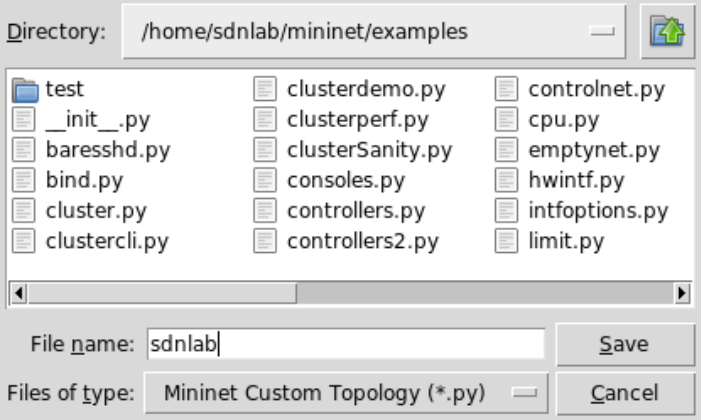 Directory: /home/sdnlab/mininet/examples
test clusterdemo.py controlnet.py
__init__.py clusterperf.py cpu.py
baresshd.py clusterSanity.py emptynet.py
bind.py consoles.py hwintf.py
cluster.py controllers.py intfoptions.py
clustercli.py controllers2.py limit.py
File name: sdnlab Save
Files of type: Mininet Custom Topology (*.py) Cancel